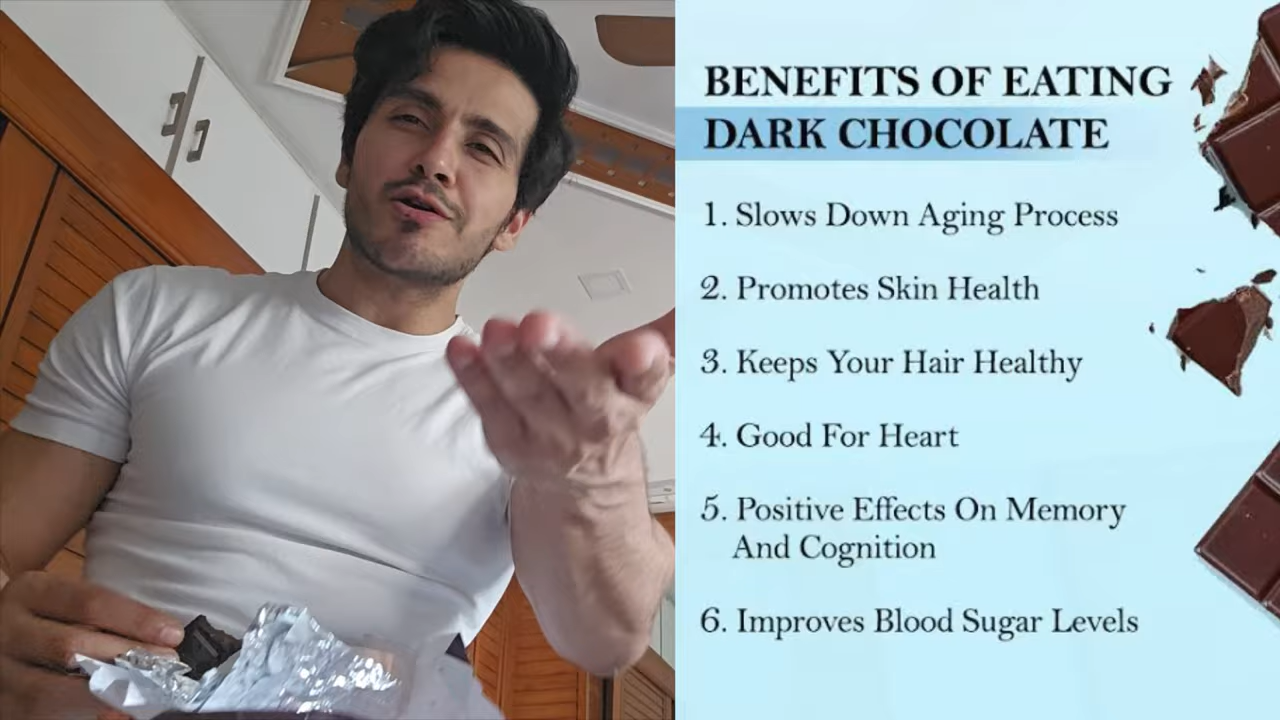 BENEFITS OF EATING
DARK CHOCOLATE
1. Slows Down Aging Process
2. Promotes Skin Health
3. Keeps Your Hair Healthy
4. Good For Heart
5. Positive Effects On Memory
And Cognition
6. Improves Blood Sugar Levels